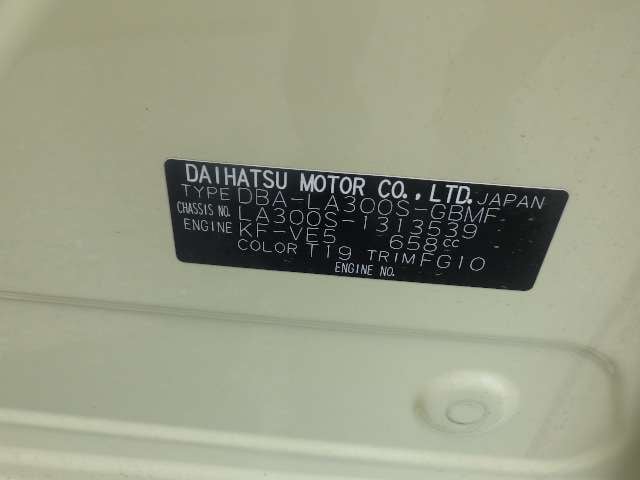 DAIHATSU MOTOR CO., LTD. JAPAN
TYPE DBA-LA300S-GBMF
CHASSIS NO. LA300S-1313539
ENGINE KF-VE5 658cc
COLOR T19 TRIM FG10
ENGINE NO.